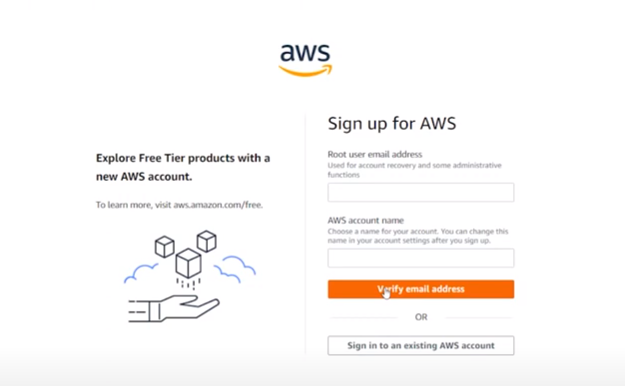 aws
Explore Free Tier products with a
new AWS account.
To learn more, visit aws.amazon.com/free.
Sign up for AWS
Root user email address
Used for account recovery and some administrative
functions
AWS account name
Choose a name for your account. You can change this
name in your account settings after you sign up.
Verify email address
OR
Sign in to an existing AWS account